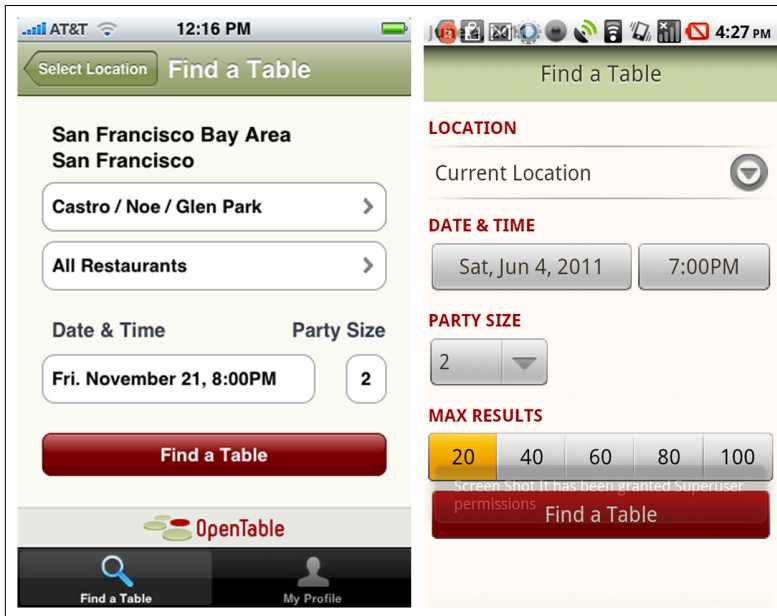 AT&T 12:16 PM
Select Location Find a Table
San Francisco Bay Area
San Francisco
Castro / Noe / Glen Park
All Restaurants
Date & Time Party Size
Fri. November 21, 8:00PM 2
Find a Table
OpenTable
Find a Table My Profile
4:27 PM
Find a Table
LOCATION
Current Location
DATE & TIME
Sat, Jun 4, 2011 7:00PM
PARTY SIZE
2
MAX RESULTS
20 40 60 80 100
Screen Shot It has been granted Superuser
permissions
Find a Table